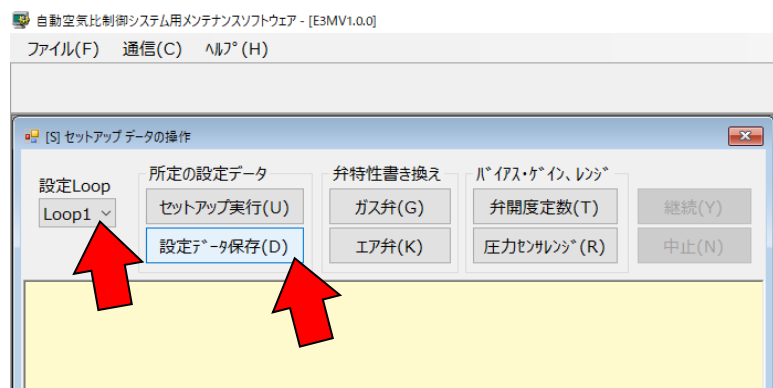 自動空気比制御システム用メンテナンスソフトウェア - [E3MV1.0.0]
ファイル(F) 通信(C) ﾍﾙﾌﾟ(H)
[S] セットアップ データの操作
設定Loop
Loop1
所定の設定データ
セットアップ実行(U)
設定ﾃﾞｰﾀ保存(D)
弁特性書き換え
ガス弁(G)
エア弁(K)
ﾊﾞｲｱｽ･ｹﾞｲﾝ､ﾚﾝｼﾞ
弁開度定数(T)
圧力ｾﾝｻﾚﾝｼﾞ(R)
継続(Y)
中止(N)